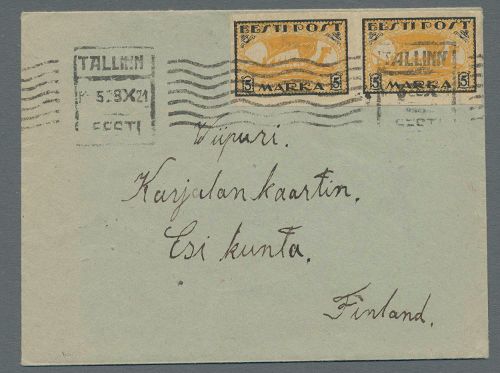 EESTI POST EESTI POST
5 MARKA 5 5 MARKA 5
TALLINN TALLINN
EESTI EESTI
Viipuri.
Karjalan kaartin.
Esi kunta.
Finland.